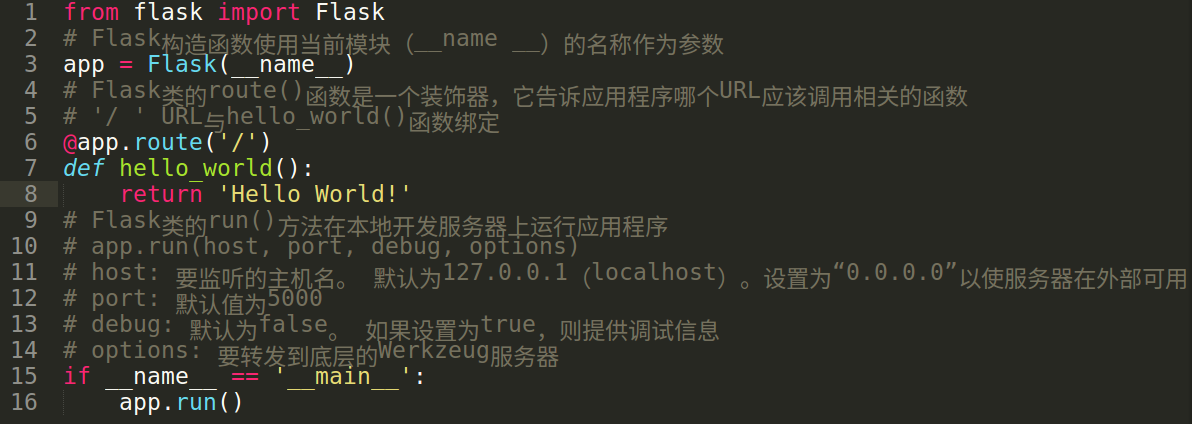 1 from flask import Flask
2 # Flask构造函数使用当前模块（__name __）的名称作为参数
3 app = Flask(__name__)
4 # Flask类的route()函数是一个装饰器，它告诉应用程序哪个URL应该调用相关的函数
5 # '/ ' URL与hello_world()函数绑定
6 @app.route('/')
7 def hello_world():
8     return 'Hello World!'
9 # Flask类的run()方法在本地开发服务器上运行应用程序
10 # app.run(host, port, debug, options)
11 # host: 要监听的主机名。 默认为127.0.0.1（localhost）。设置为“0.0.0.0”以使服务器在外部可用
12 # port: 默认值为5000
13 # debug: 默认为false。 如果设置为true，则提供调试信息
14 # options: 要转发到底层的Werkzeug服务器
15 if __name__ == '__main__':
16     app.run()